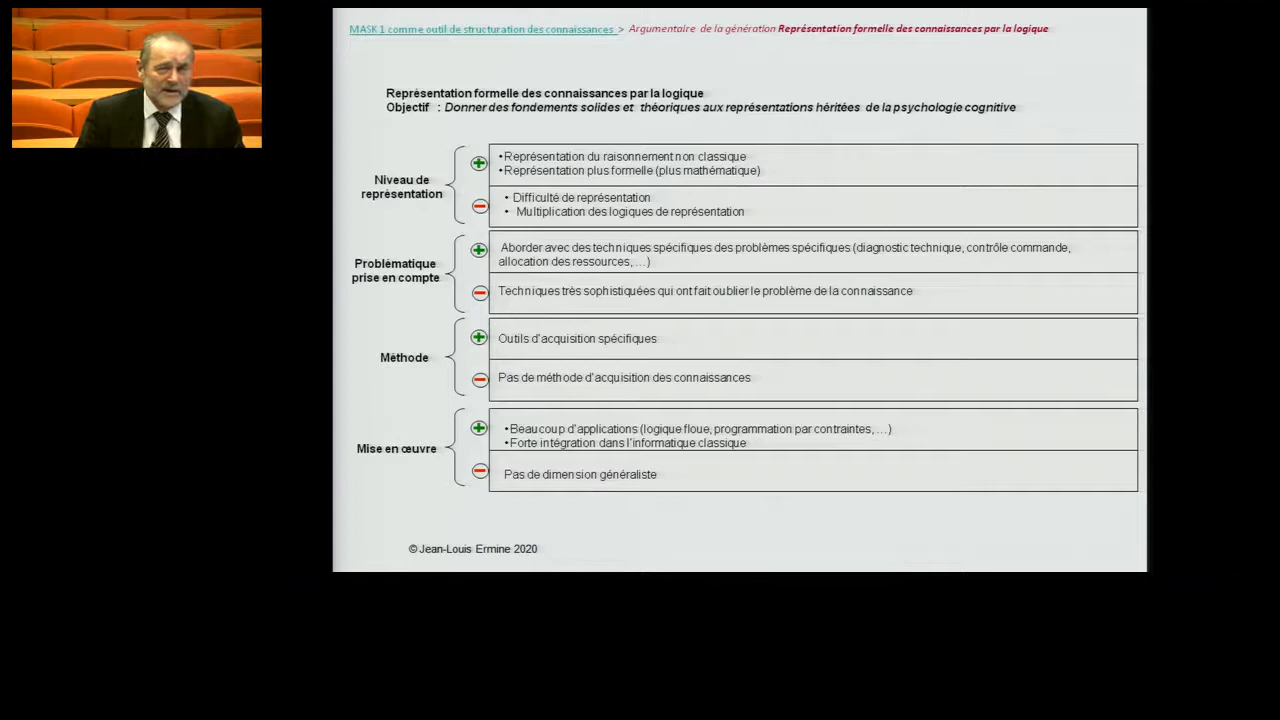 MASK 1 comme outil de structuration des connaissances > Argumentaire de la génération Représentation formelle des connaissances par la logique
Représentation formelle des connaissances par la logique
Objectif : Donner des fondements solides et théoriques aux représentations héritées de la psychologie cognitive
Niveau de
représentation
•Représentation du raisonnement non classique
•Représentation plus formelle (plus mathématique)
• Difficulté de représentation
• Multiplication des logiques de représentation
Problématique
prise en compte
Aborder avec des techniques spécifiques des problèmes spécifiques (diagnostic technique, contrôle commande,
allocation des ressources, …)
Techniques très sophistiquées qui ont fait oublier le problème de la connaissance
Méthode
Outils d'acquisition spécifiques
Pas de méthode d'acquisition des connaissances
Mise en œuvre
•Beaucoup d'applications (logique floue, programmation par contraintes, …)
•Forte intégration dans l'informatique classique
Pas de dimension généraliste
© Jean-Louis Ermine 2020